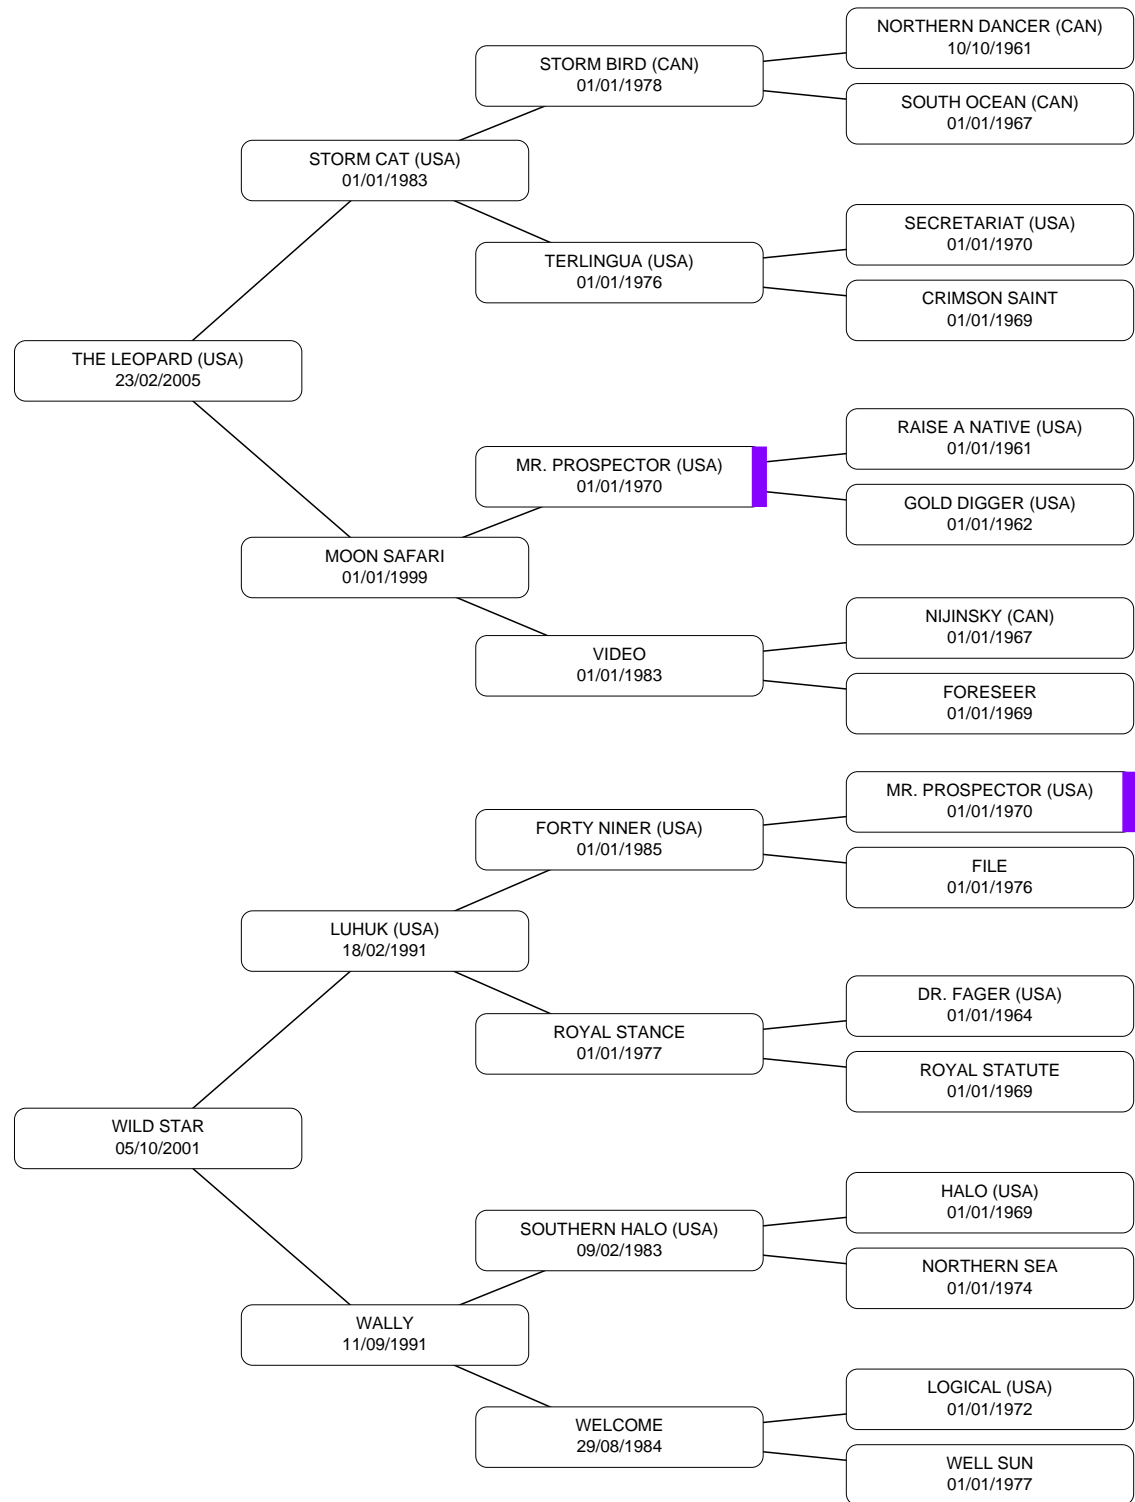 NORTHERN DANCER (CAN)
10/10/1961
STORM BIRD (CAN)
01/01/1978
SOUTH OCEAN (CAN)
01/01/1967
STORM CAT (USA)
01/01/1983
SECRETARIAT (USA)
01/01/1970
TERLINGUA (USA)
01/01/1976
CRIMSON SAINT
01/01/1969
THE LEOPARD (USA)
23/02/2005
RAISE A NATIVE (USA)
01/01/1961
MR. PROSPECTOR (USA)
01/01/1970
GOLD DIGGER (USA)
01/01/1962
MOON SAFARI
01/01/1999
NIJINSKY (CAN)
01/01/1967
VIDEO
01/01/1983
FORESEER
01/01/1969
MR. PROSPECTOR (USA)
01/01/1970
FORTY NINER (USA)
01/01/1985
FILE
01/01/1976
LUHUK (USA)
18/02/1991
DR. FAGER (USA)
01/01/1964
ROYAL STANCE
01/01/1977
ROYAL STATUTE
01/01/1969
WILD STAR
05/10/2001
HALO (USA)
01/01/1969
SOUTHERN HALO (USA)
09/02/1983
NORTHERN SEA
01/01/1974
WALLY
11/09/1991
LOGICAL (USA)
01/01/1972
WELCOME
29/08/1984
WELL SUN
01/01/1977